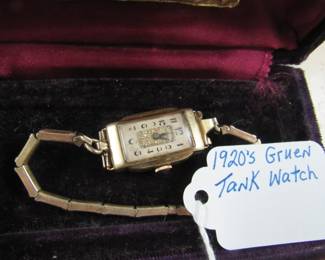 1920's Gruen
Tank Watch